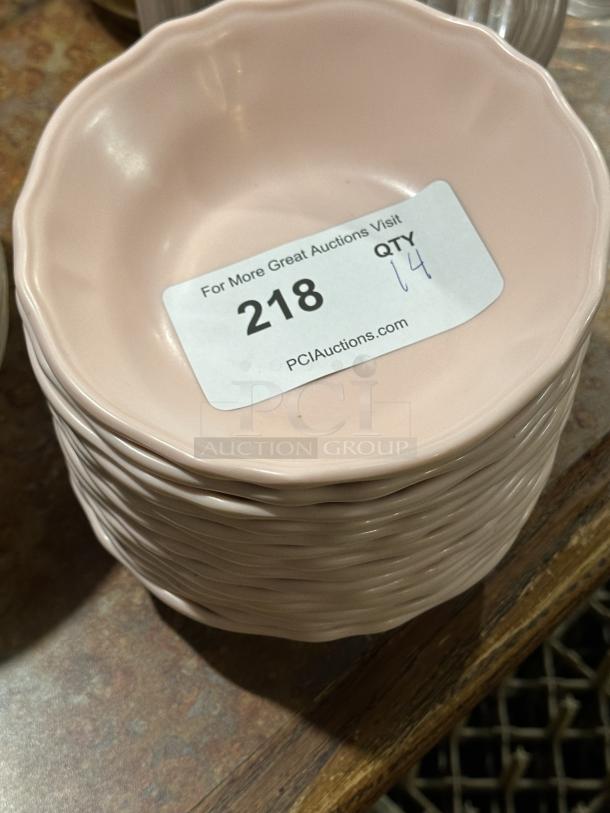 For More Great Auctions Visit
218
QTY
14
PCIAuctions.com
PCI
AUCTION GROUP